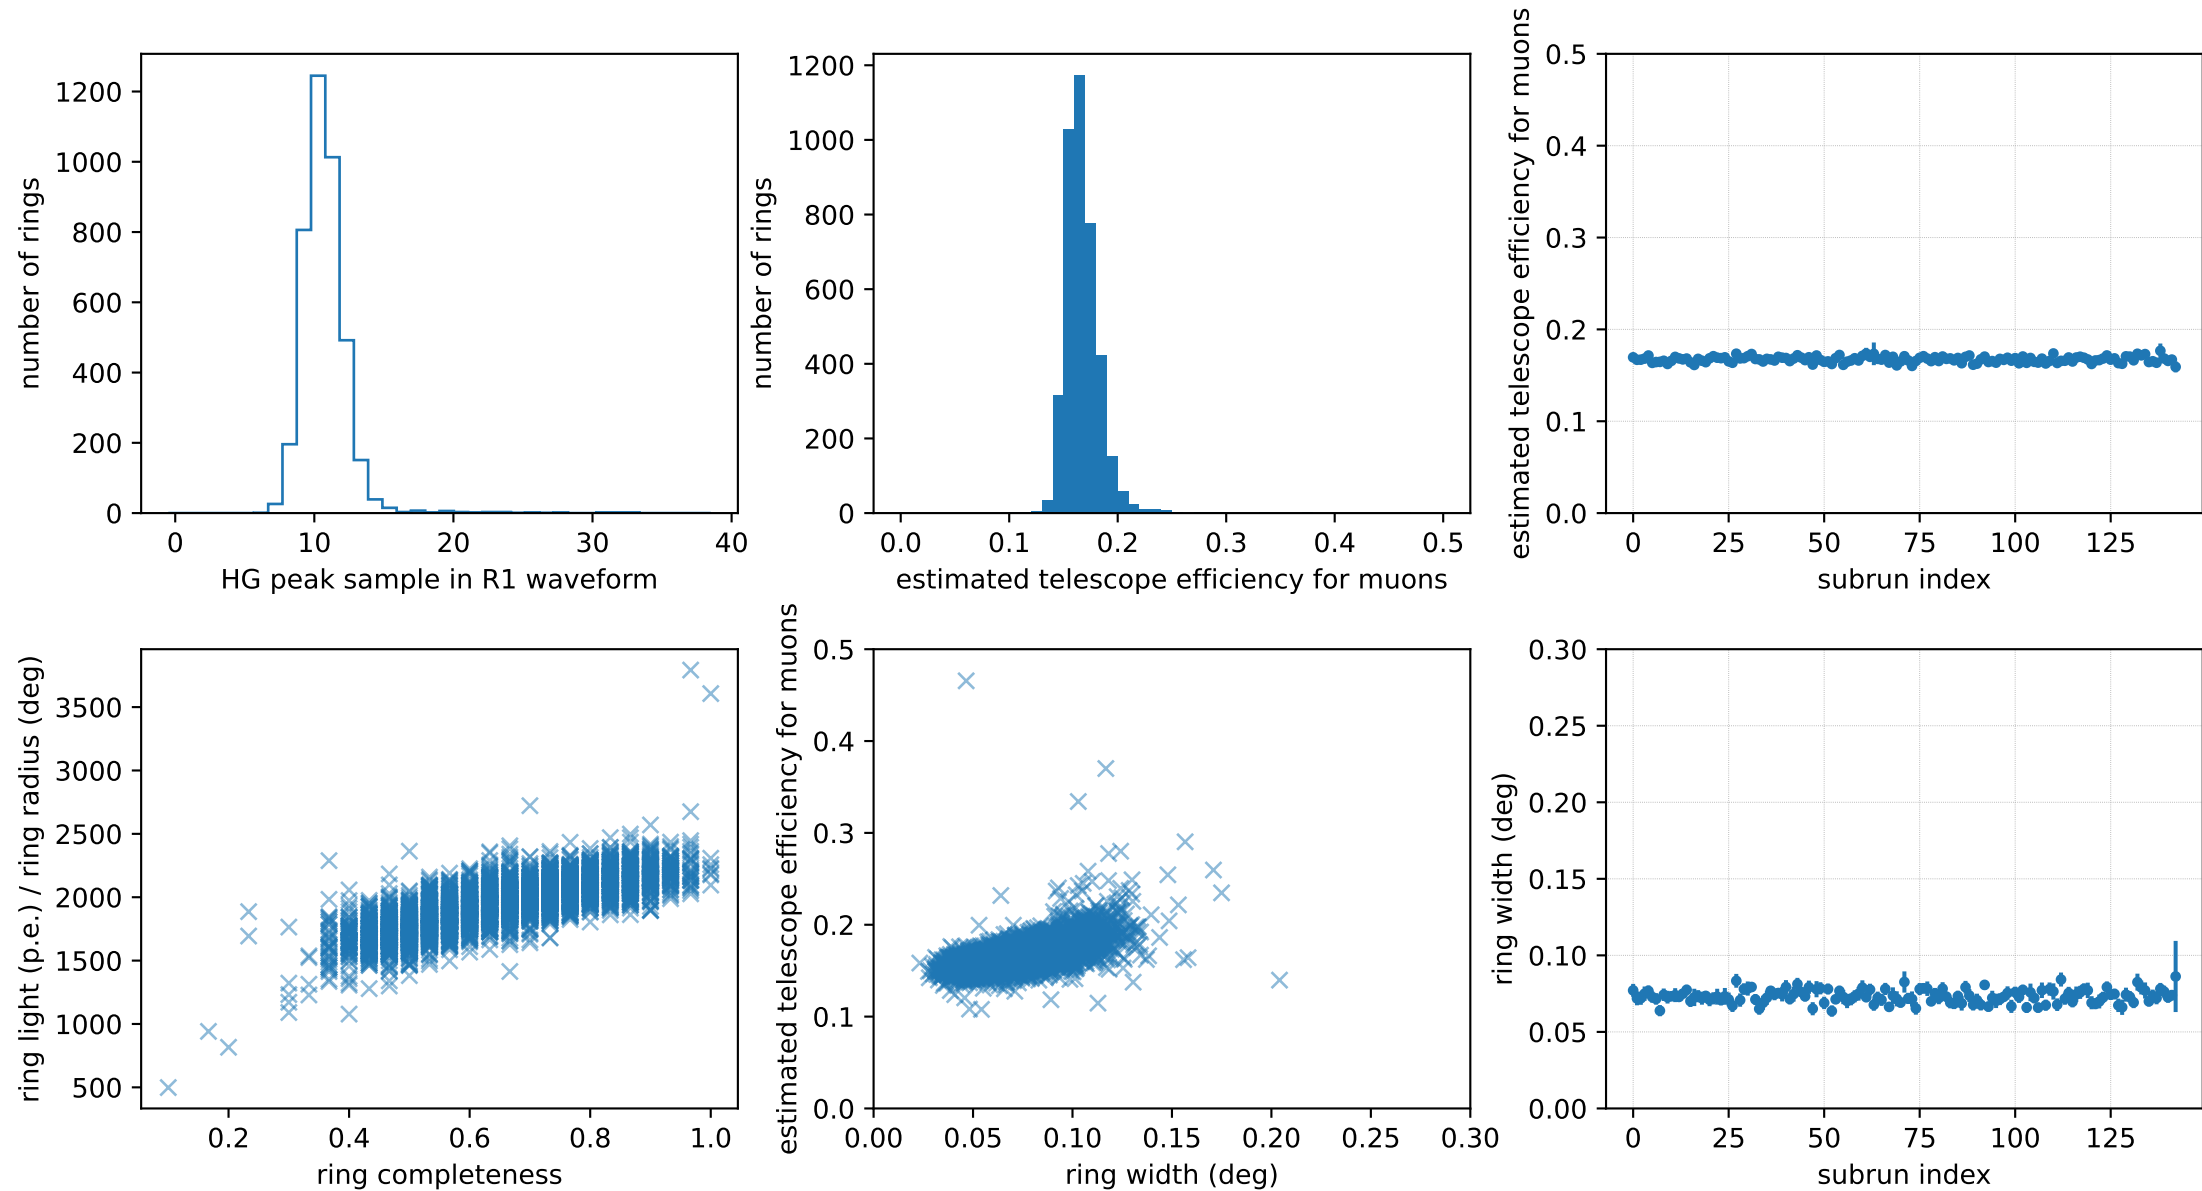 number of rings
1200
1000
800
600
400
200
0
0 10 20 30 40
HG peak sample in R1 waveform
number of rings
1200
1000
800
600
400
200
0
0.0 0.1 0.2 0.3 0.4 0.5
estimated telescope efficiency for muons
estimated telescope efficiency for muons
0.5
0.4
0.3
0.2
0.1
0.0
0 25 50 75 100 125
subrun index
ring light (p.e.) / ring radius (deg)
3500
3000
2500
2000
1500
1000
500
0.2 0.4 0.6 0.8 1.0
ring completeness
estimated telescope efficiency for muons
0.5
0.4
0.3
0.2
0.1
0.0
0.00 0.05 0.10 0.15 0.20 0.25 0.30
ring width (deg)
ring width (deg)
0.30
0.25
0.20
0.15
0.10
0.05
0.00
0 25 50 75 100 125
subrun index